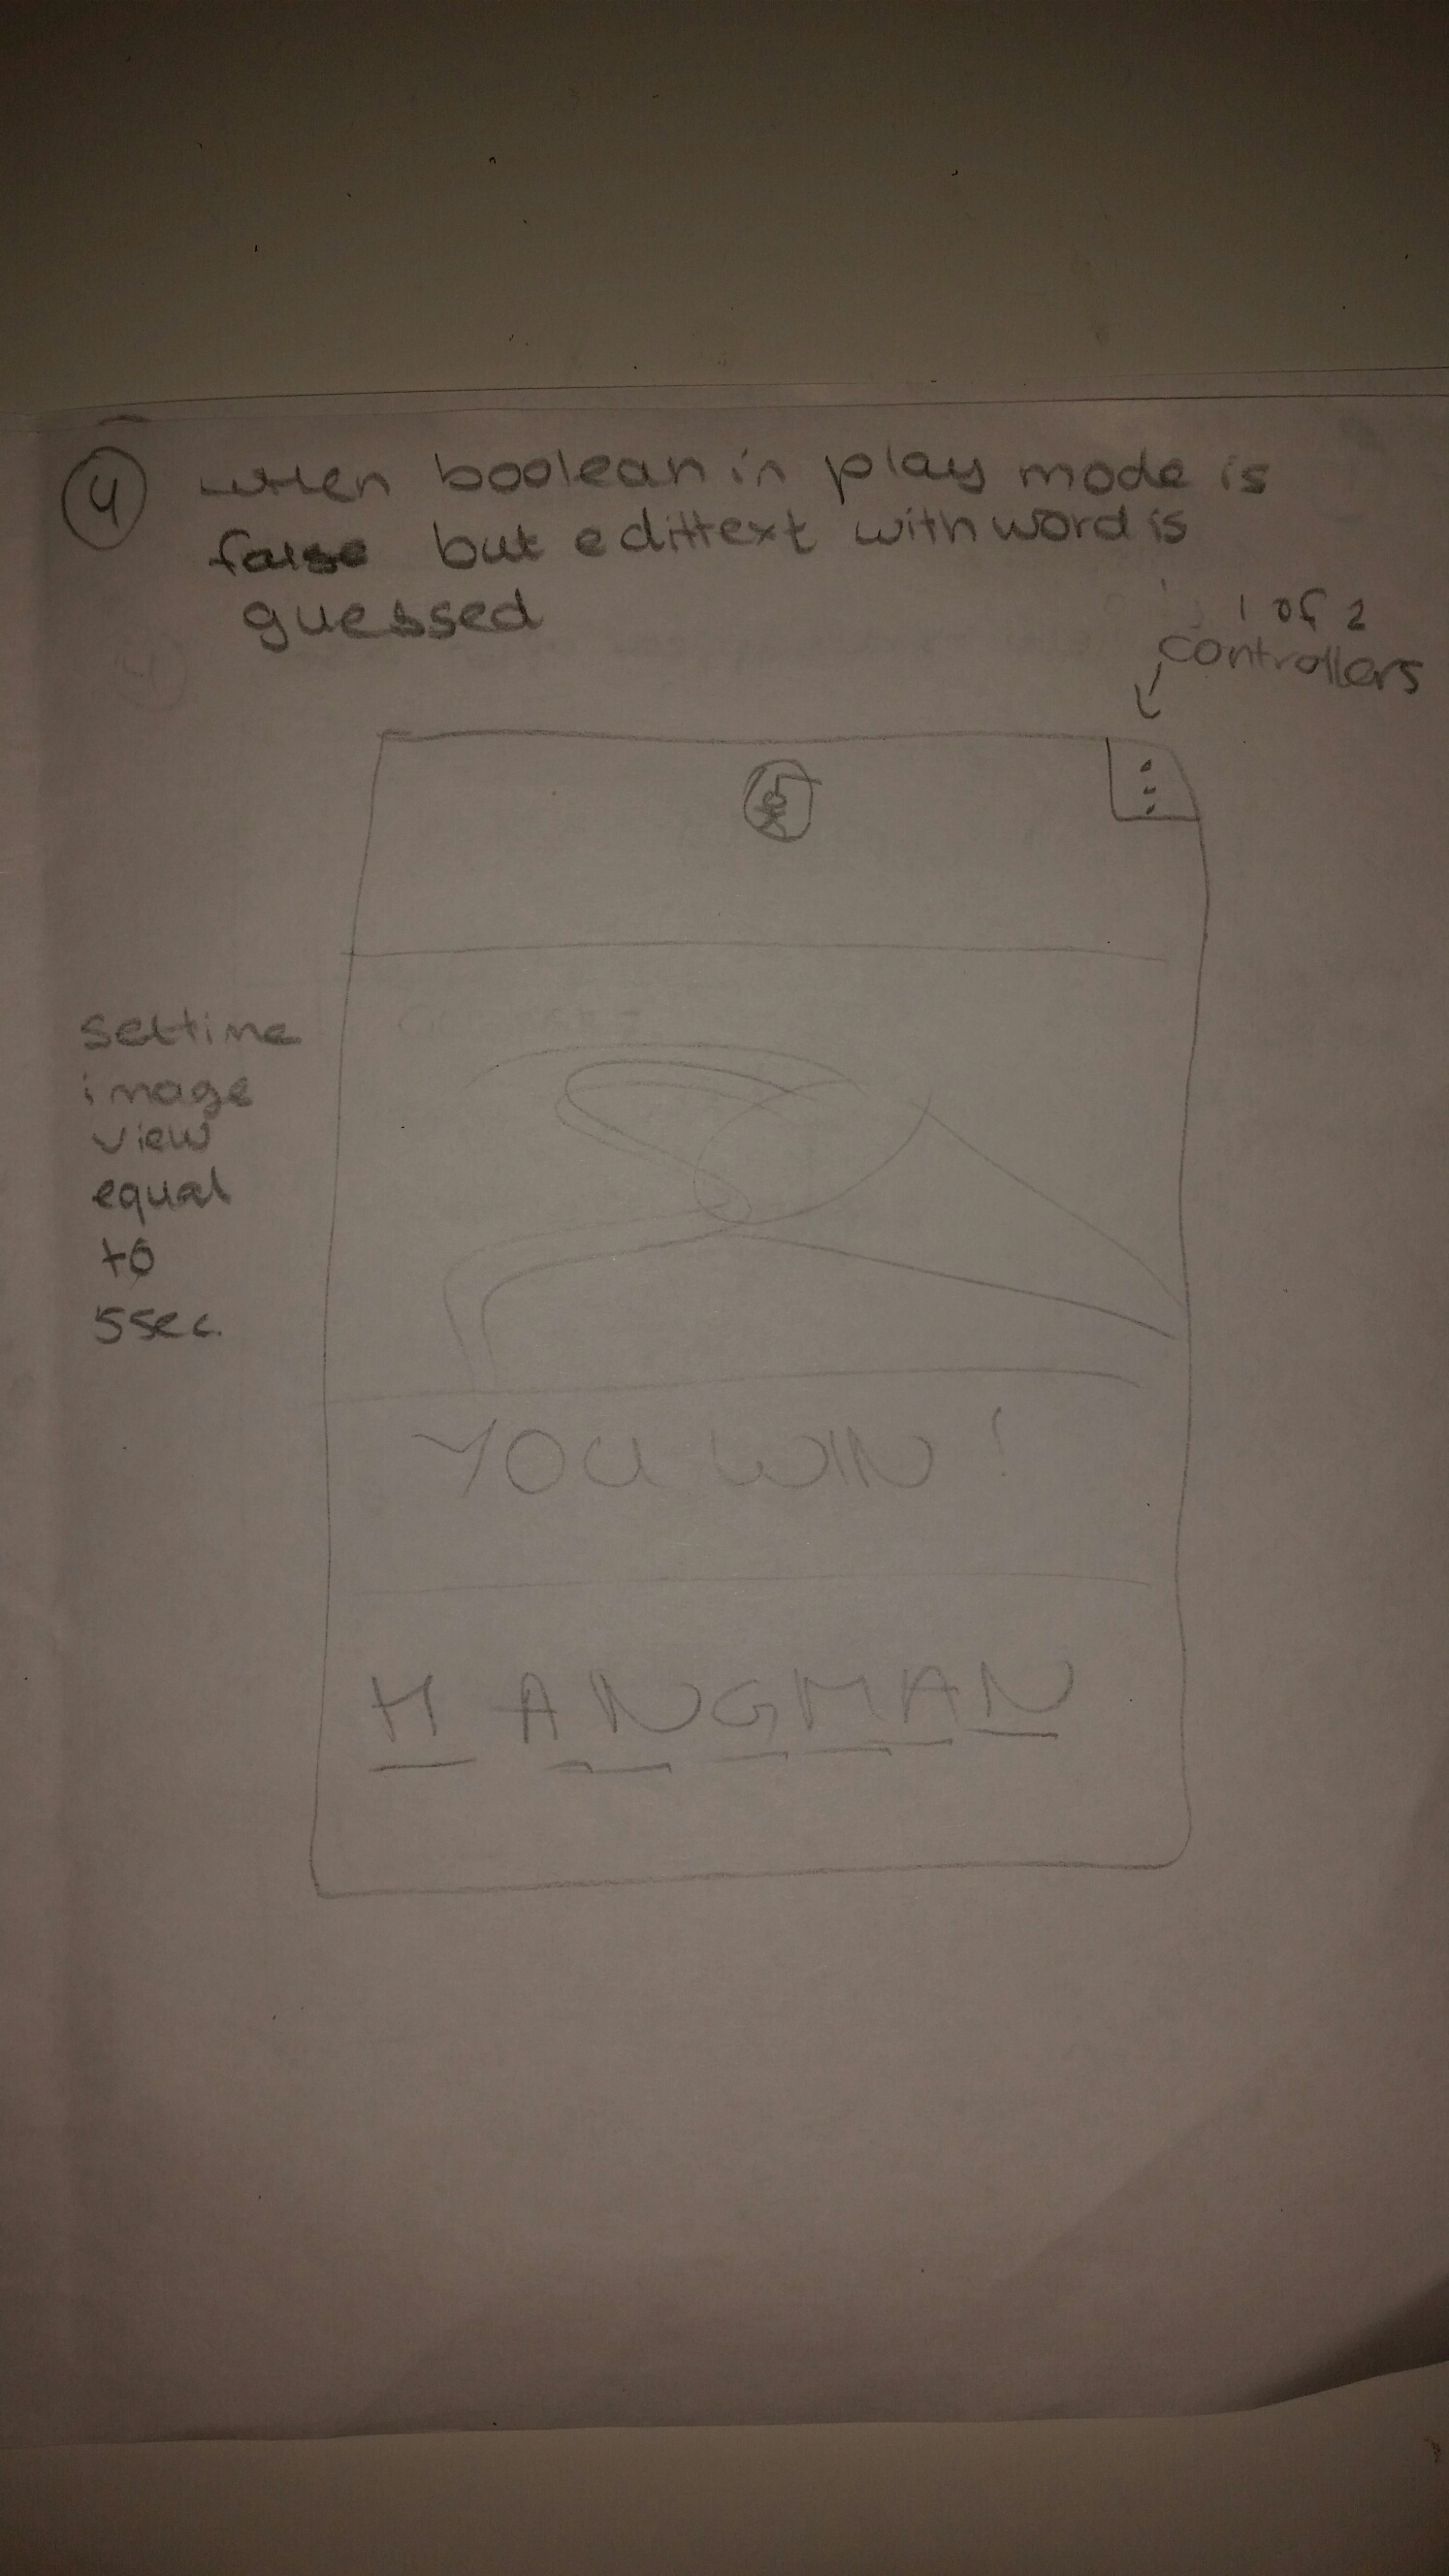 4 when boolean in play mode is
false but edittext with word is
guessed
1 of 2
controllers
settime
image
view
equal
to
5sec.
YOU WIN!
HANGMAN